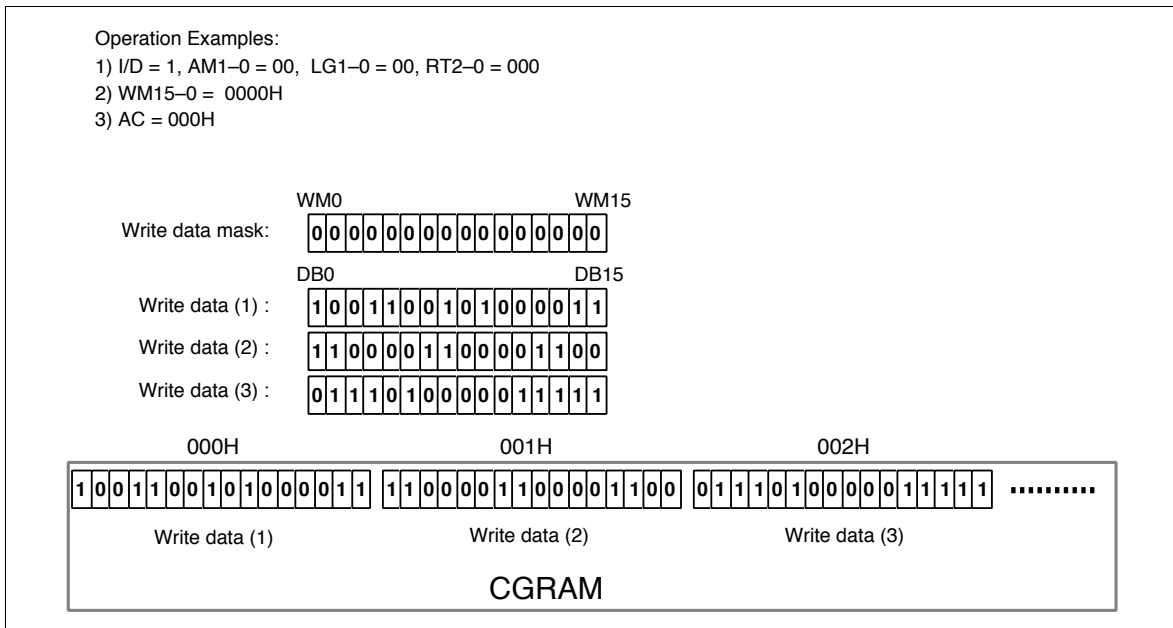 Operation Examples:
1) I/D = 1, AM1–0 = 00, LG1–0 = 00, RT2–0 = 000
2) WM15–0 = 0000H
3) AC = 000H
WM0 WM15
Write data mask: 0 0 0 0 0 0 0 0 0 0 0 0 0 0 0 0
DB0 DB15
Write data (1) : 1 0 0 1 1 0 0 1 0 1 0 0 0 0 1 1
Write data (2) : 1 1 0 0 0 0 1 1 0 0 0 0 1 1 0 0
Write data (3) : 0 1 1 1 0 1 0 0 0 0 0 1 1 1 1 1
000H 001H 002H
1 0 0 1 1 0 0 1 0 1 0 0 0 0 1 1 1 1 0 0 0 0 1 1 0 0 0 0 1 1 0 0 0 1 1 1 0 1 0 0 0 0 0 1 1 1 1 1 ..........
Write data (1) Write data (2) Write data (3)
CGRAM